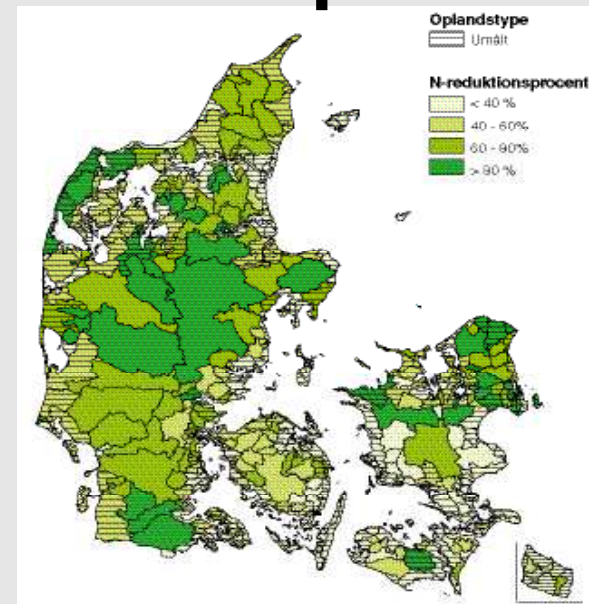 Oplandstype
Umålt
N-reduktionsprocent
< 40 %
40 - 60%
60 - 90%
> 90 %